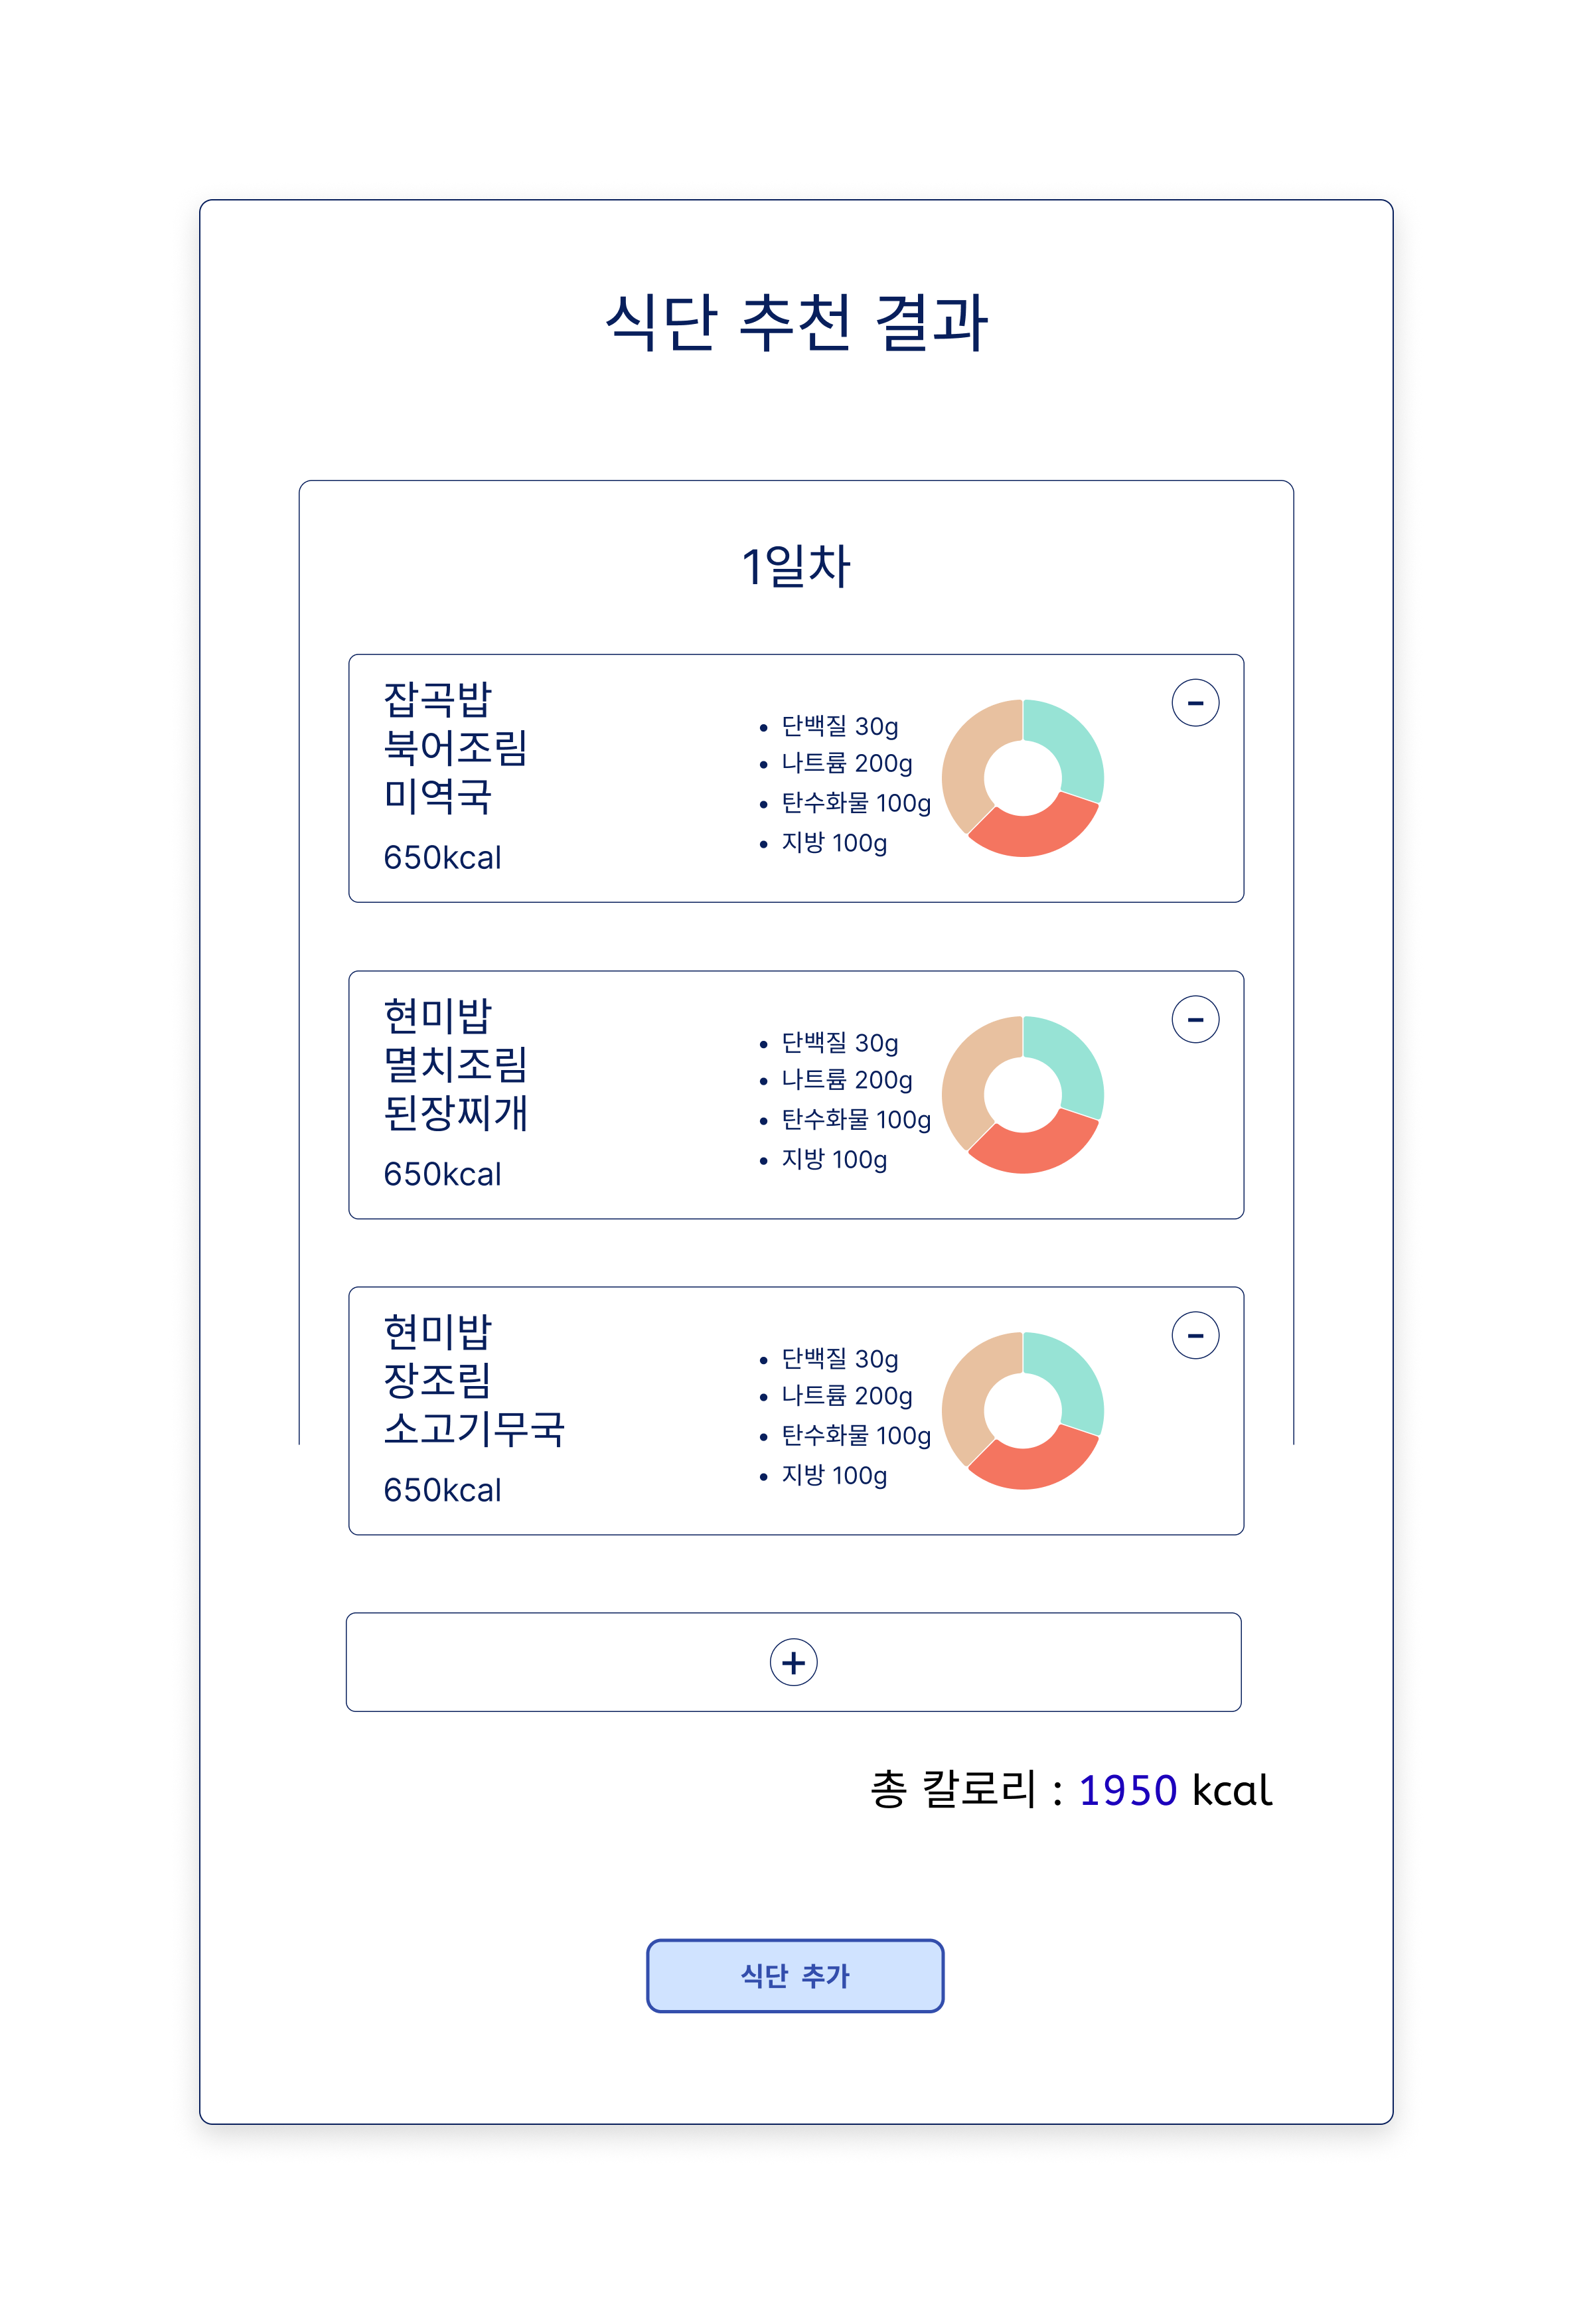 식단 추천 결과
1일차
잡곡밥
북어조림
미역국
650kcal
• 단백질 30g
• 나트륨 200g
• 탄수화물 100g
• 지방 100g
−
현미밥
멸치조림
된장찌개
650kcal
• 단백질 30g
• 나트륨 200g
• 탄수화물 100g
• 지방 100g
−
현미밥
장조림
소고기무국
650kcal
• 단백질 30g
• 나트륨 200g
• 탄수화물 100g
• 지방 100g
−
+
총 칼로리 : 1950 kcal
식단 추가